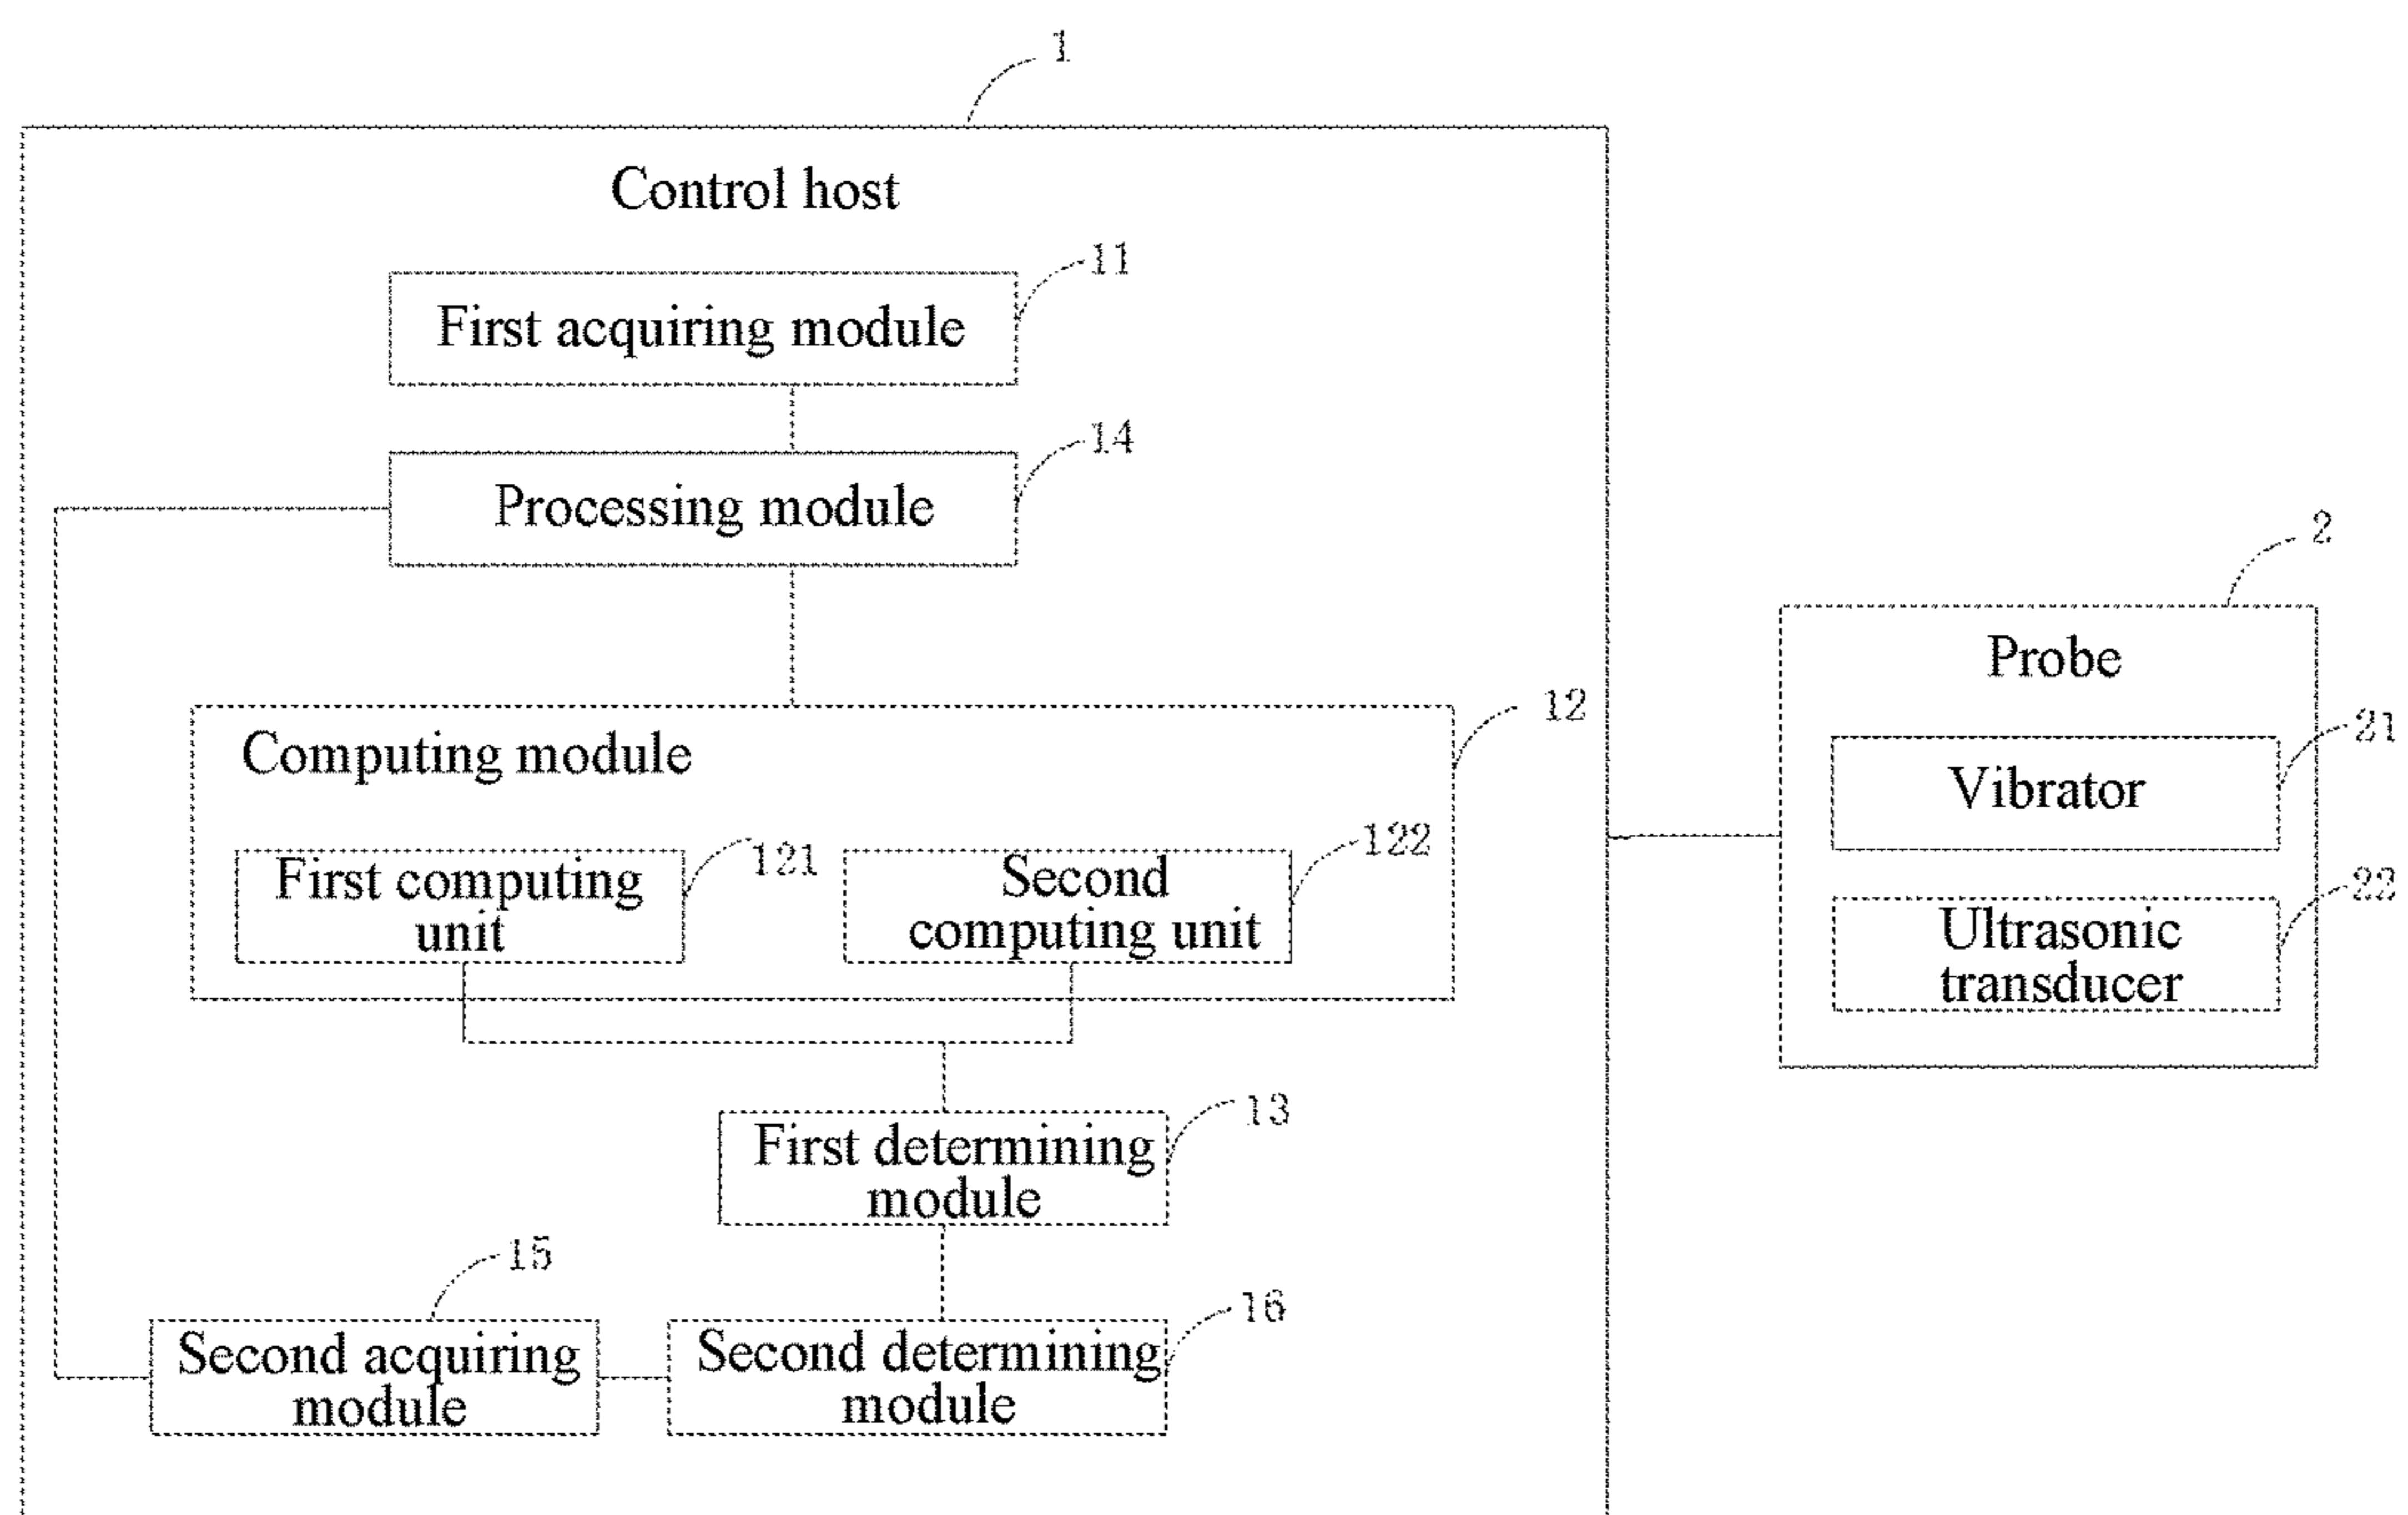 1
Control host
11
First acquiring module
14
Processing module
2
Probe
12
Computing module
21
Vibrator
121
First computing
unit
122
Second
computing unit
22
Ultrasonic
transducer
13
First determining
module
15
Second acquiring
module
16
Second determining
module